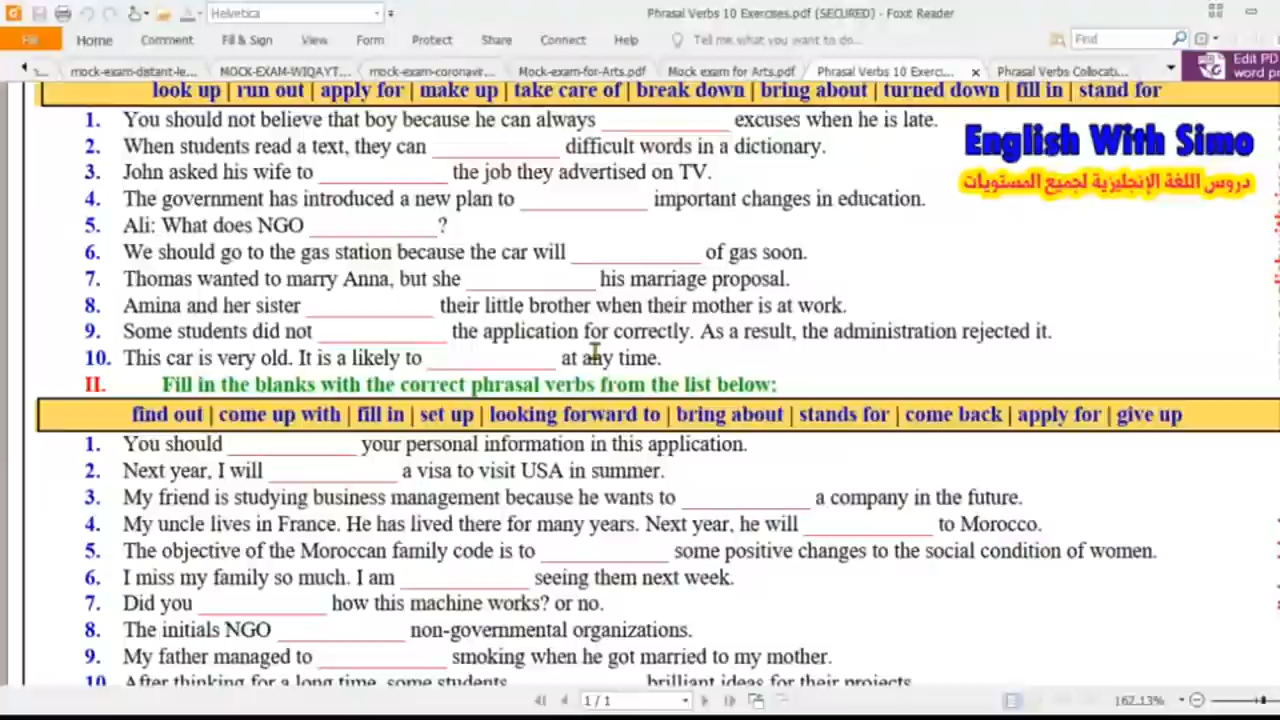 Helvetica
Phrasal Verbs 10 Exercises.pdf (SECURED) - Foxit Reader
Home Comment Fill & Sign View Form Protect Share Connect Help Tell me what you want to do... Find
mock-exam-distant-le... MOCK-EXAM-WIQAYT... mock-exam-coronavir... Mock-exam-for-Arts.pdf Mock exam for Arts.pdf Phrasal Verbs 10 Exerci... Phrasal Verbs Collocati...
Edit PD
word pr
look up | run out | apply for | make up | take care of | break down | bring about | turned down | fill in | stand for
1. You should not believe that boy because he can always ____________ excuses when he is late.
2. When students read a text, they can ____________ difficult words in a dictionary.
3. John asked his wife to ____________ the job they advertised on TV.
4. The government has introduced a new plan to ____________ important changes in education.
5. Ali: What does NGO ____________ ?
6. We should go to the gas station because the car will ____________ of gas soon.
7. Thomas wanted to marry Anna, but she ____________ his marriage proposal.
8. Amina and her sister ____________ their little brother when their mother is at work.
9. Some students did not ____________ the application for correctly. As a result, the administration rejected it.
10. This car is very old. It is a likely to ____________ at any time.
English With Simo
دروس اللغة الإنجليزية لجميع المستويات
II. Fill in the blanks with the correct phrasal verbs from the list below:
find out | come up with | fill in | set up | looking forward to | bring about | stands for | come back | apply for | give up
1. You should ____________ your personal information in this application.
2. Next year, I will ____________ a visa to visit USA in summer.
3. My friend is studying business management because he wants to ____________ a company in the future.
4. My uncle lives in France. He has lived there for many years. Next year, he will ____________ to Morocco.
5. The objective of the Moroccan family code is to ____________ some positive changes to the social condition of women.
6. I miss my family so much. I am ____________ seeing them next week.
7. Did you ____________ how this machine works? or no.
8. The initials NGO ____________ non-governmental organizations.
9. My father managed to ____________ smoking when he got married to my mother.
10. After thinking for a long time, some students ____________ brilliant ideas for their projects.
1 / 1
162.13%